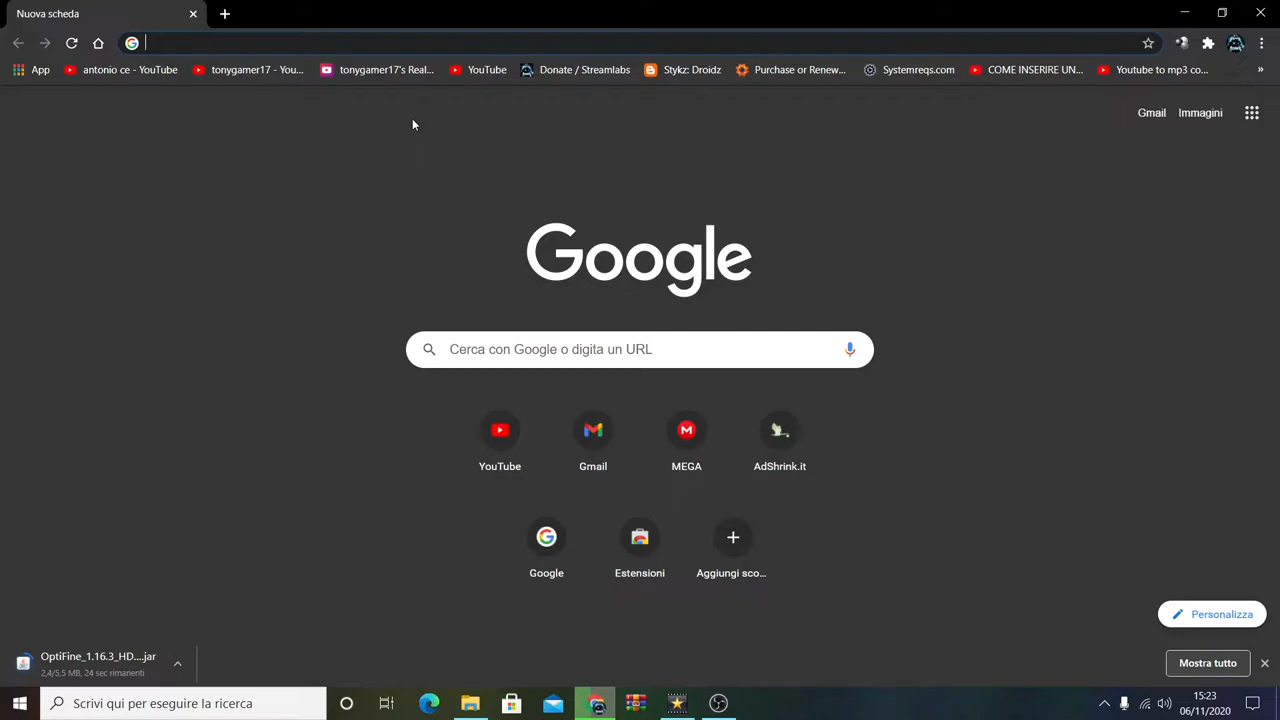 Nuova scheda
App antonio ce - YouTube tonygamer17 - You... tonygamer17's Real... YouTube Donate / Streamlabs Stykz: Droidz Purchase or Renew... Systemreqs.com COME INSERIRE UN... Youtube to mp3 co... »
Gmail Immagini
Google
Cerca con Google o digita un URL
YouTube Gmail MEGA AdShrink.it
Google Estensioni Aggiungi sco...
Personalizza
OptiFine_1.16.3_HD....jar
2,4/5,5 MB, 24 sec rimanenti
Mostra tutto
Scrivi qui per eseguire la ricerca
15:23
06/11/2020